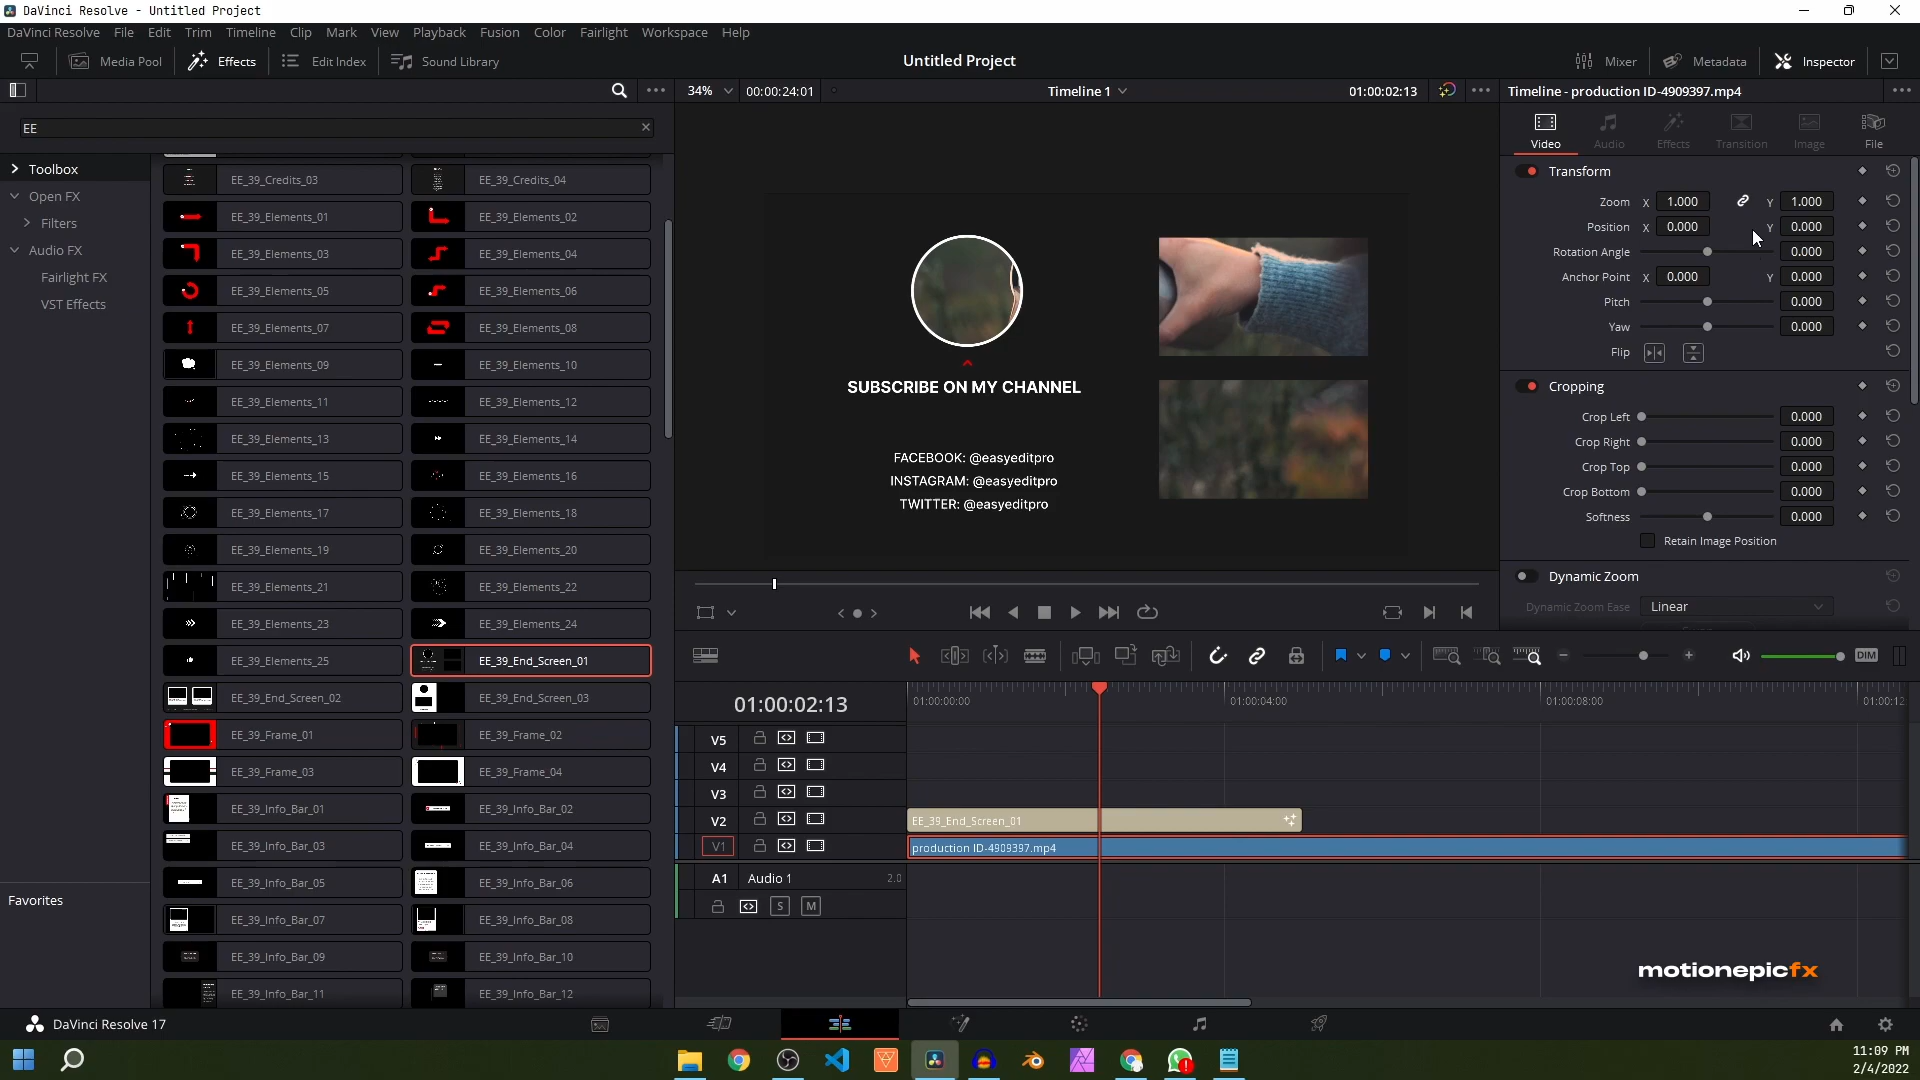 DaVinci Resolve - Untitled Project
DaVinci Resolve File Edit Trim Timeline Clip Mark View Playback Fusion Color Fairlight Workspace Help
Media Pool Effects Edit Index Sound Library
Untitled Project
Mixer Metadata Inspector
34% 00:00:24:01 Timeline 1 01:00:02:13
Timeline - production ID-4909397.mp4
EE
Toolbox
Open FX
Filters
Audio FX
Fairlight FX
VST Effects
Favorites
EE_39_Credits_03 EE_39_Credits_04
EE_39_Elements_01 EE_39_Elements_02
EE_39_Elements_03 EE_39_Elements_04
EE_39_Elements_05 EE_39_Elements_06
EE_39_Elements_07 EE_39_Elements_08
EE_39_Elements_09 EE_39_Elements_10
EE_39_Elements_11 EE_39_Elements_12
EE_39_Elements_13 EE_39_Elements_14
EE_39_Elements_15 EE_39_Elements_16
EE_39_Elements_17 EE_39_Elements_18
EE_39_Elements_19 EE_39_Elements_20
EE_39_Elements_21 EE_39_Elements_22
EE_39_Elements_23 EE_39_Elements_24
EE_39_Elements_25 EE_39_End_Screen_01
EE_39_End_Screen_02 EE_39_End_Screen_03
EE_39_Frame_01 EE_39_Frame_02
EE_39_Frame_03 EE_39_Frame_04
EE_39_Info_Bar_01 EE_39_Info_Bar_02
EE_39_Info_Bar_03 EE_39_Info_Bar_04
EE_39_Info_Bar_05 EE_39_Info_Bar_06
EE_39_Info_Bar_07 EE_39_Info_Bar_08
EE_39_Info_Bar_09 EE_39_Info_Bar_10
EE_39_Info_Bar_11 EE_39_Info_Bar_12
SUBSCRIBE ON MY CHANNEL
FACEBOOK: @easyeditpro
INSTAGRAM: @easyeditpro
TWITTER: @easyeditpro
Video Audio Effects Transition Image File
Transform
Zoom X 1.000 Y 1.000
Position X 0.000 Y 0.000
Rotation Angle 0.000
Anchor Point X 0.000 Y 0.000
Pitch 0.000
Yaw 0.000
Flip
Cropping
Crop Left 0.000
Crop Right 0.000
Crop Top 0.000
Crop Bottom 0.000
Softness 0.000
Retain Image Position
Dynamic Zoom
Dynamic Zoom Ease Linear
DIM
01:00:02:13
01:00:00:00 01:00:04:00 01:00:08:00 01:00:12
V5
V4
V3
V2 EE_39_End_Screen_01
V1 production ID-4909397.mp4
A1 Audio 1 2.0
S M
motionepicfx
DaVinci Resolve 17
11:09 PM
2/4/2022